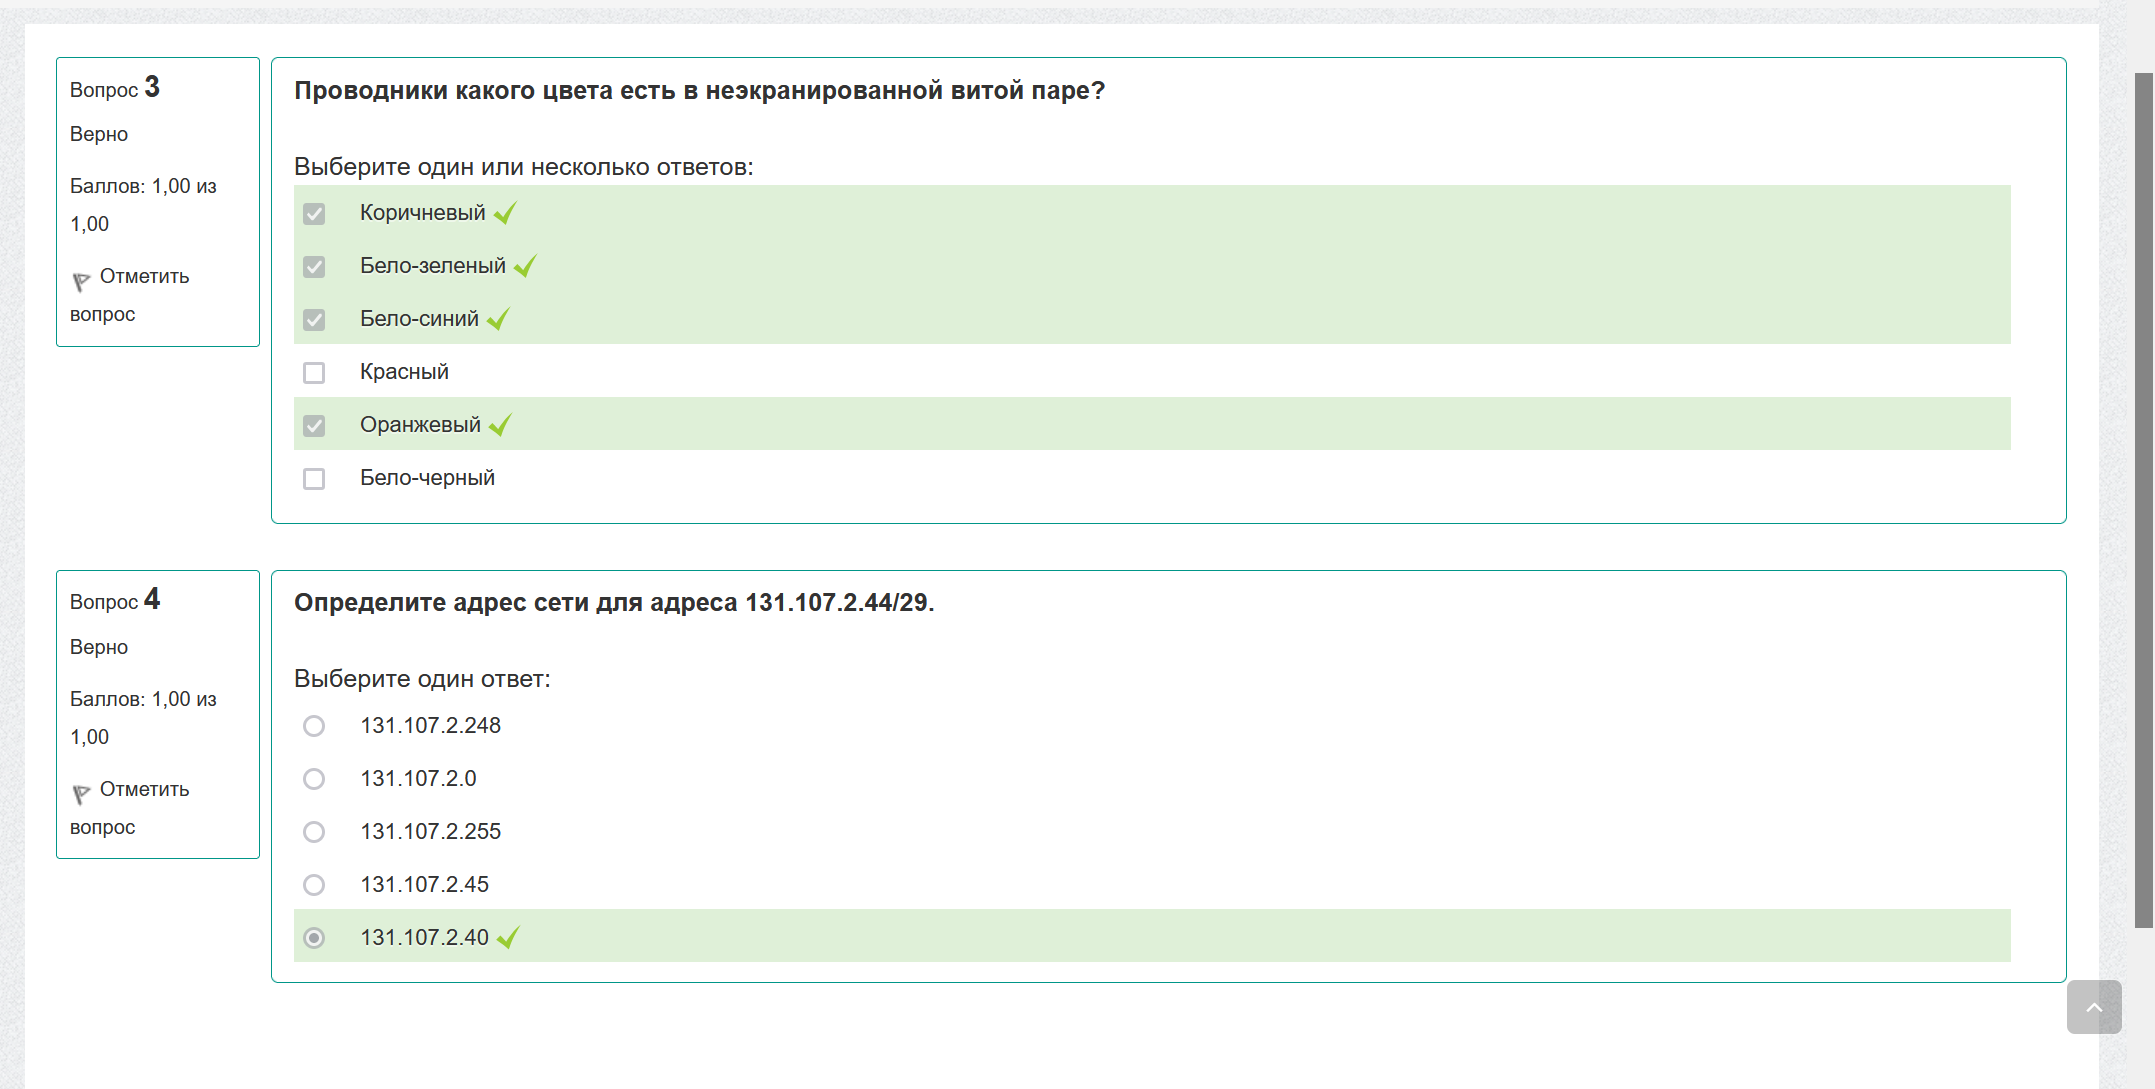 Вопрос 3
Верно
Баллов: 1,00 из
1,00
Отметить
вопрос
Проводники какого цвета есть в неэкранированной витой паре?
Выберите один или несколько ответов:
Коричневый
Бело-зеленый
Бело-синий
Красный
Оранжевый
Бело-черный
Вопрос 4
Верно
Баллов: 1,00 из
1,00
Отметить
вопрос
Определите адрес сети для адреса 131.107.2.44/29.
Выберите один ответ:
131.107.2.248
131.107.2.0
131.107.2.255
131.107.2.45
131.107.2.40